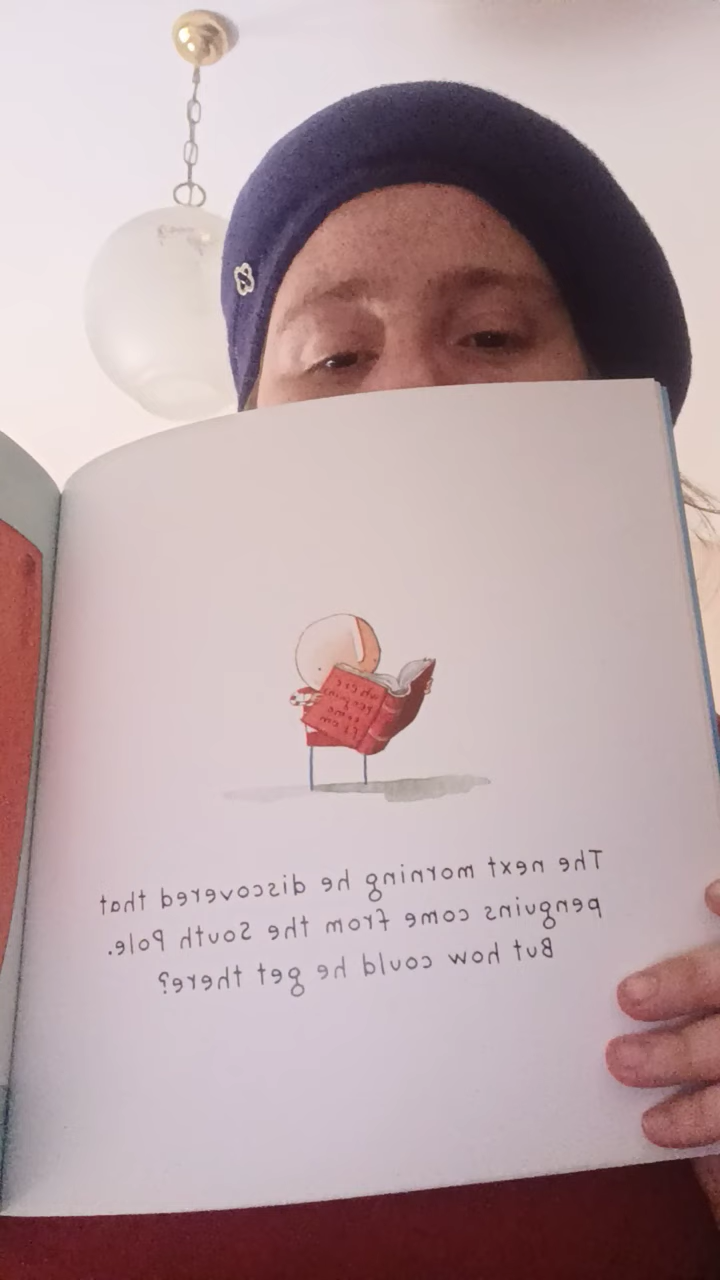 The next morning he discovered that
penguins come from the South Pole.
But how could he get there?